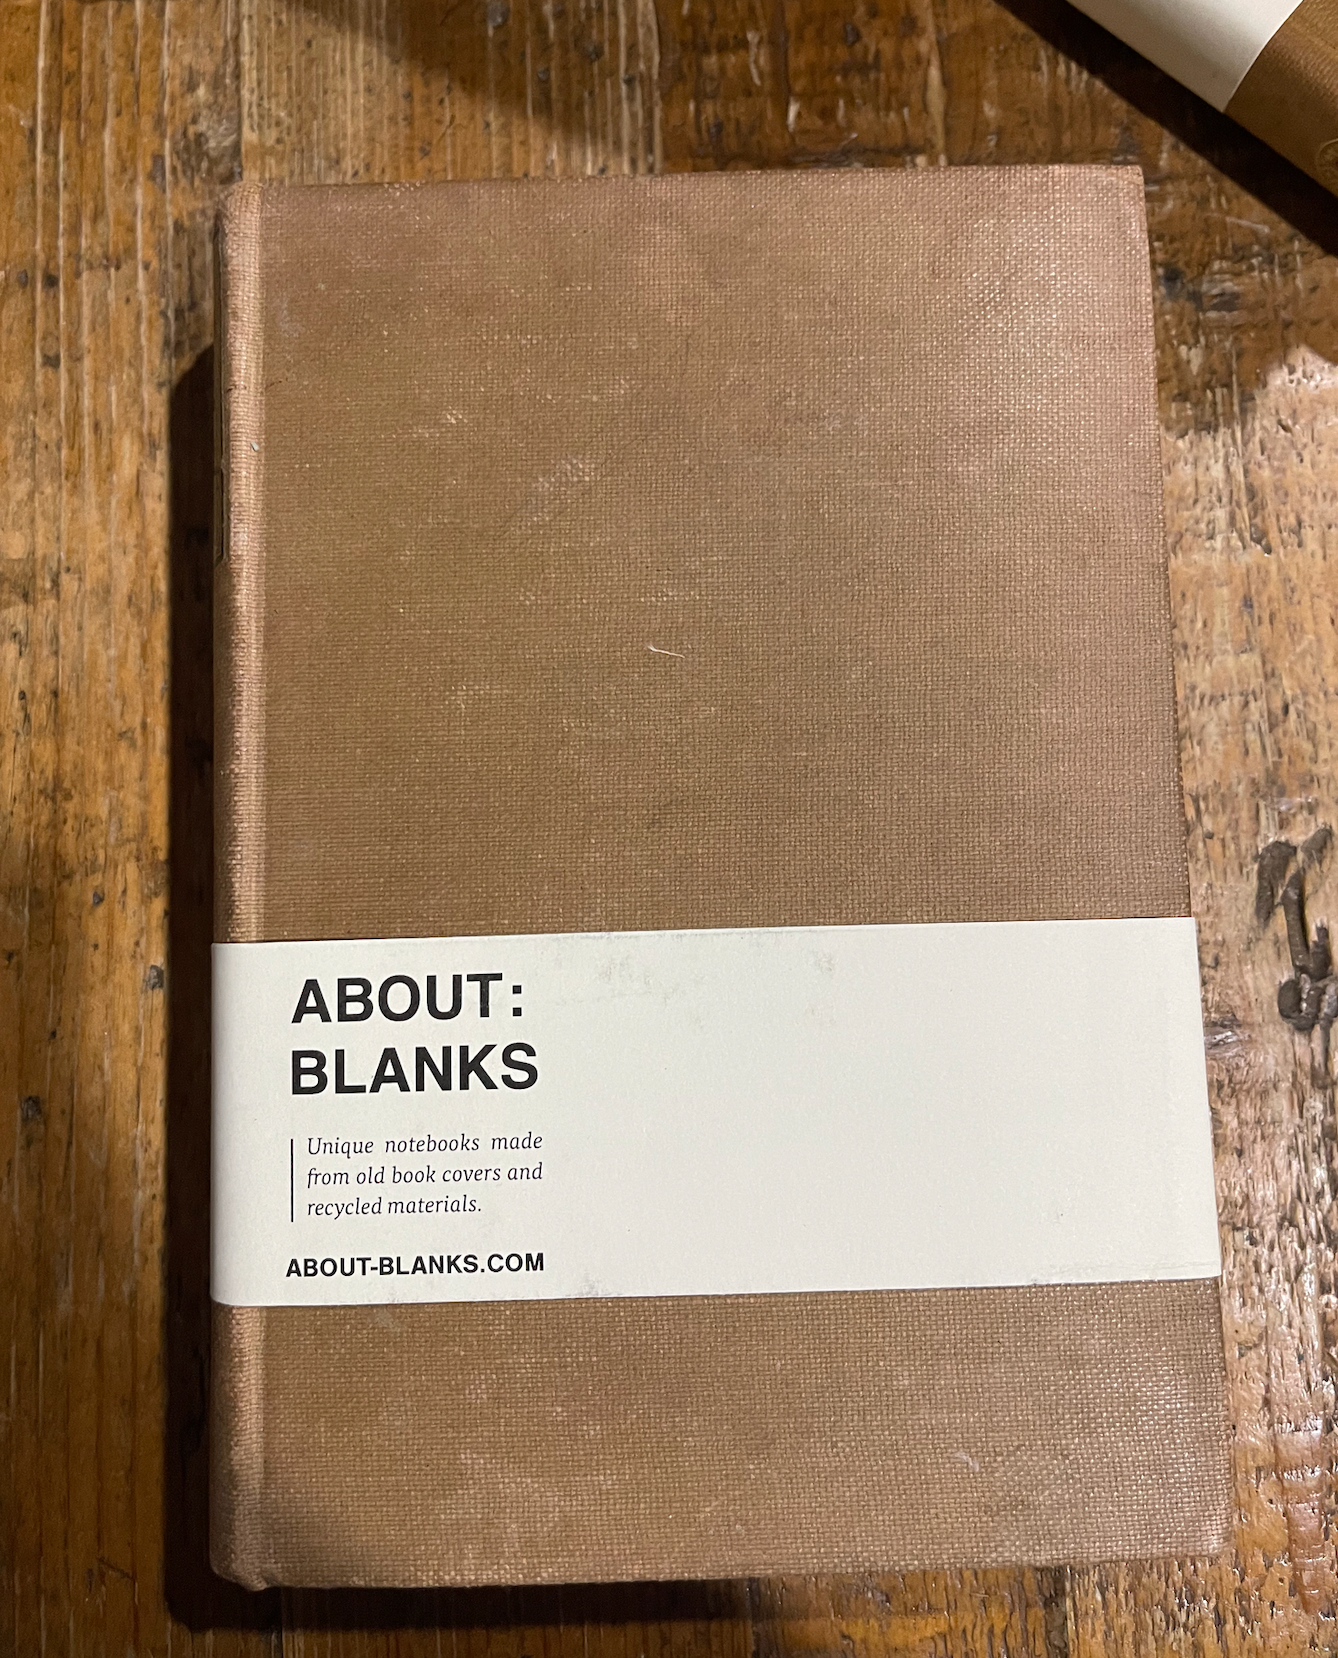 ABOUT:
BLANKS
Unique notebooks made
from old book covers and
recycled materials.
ABOUT-BLANKS.COM